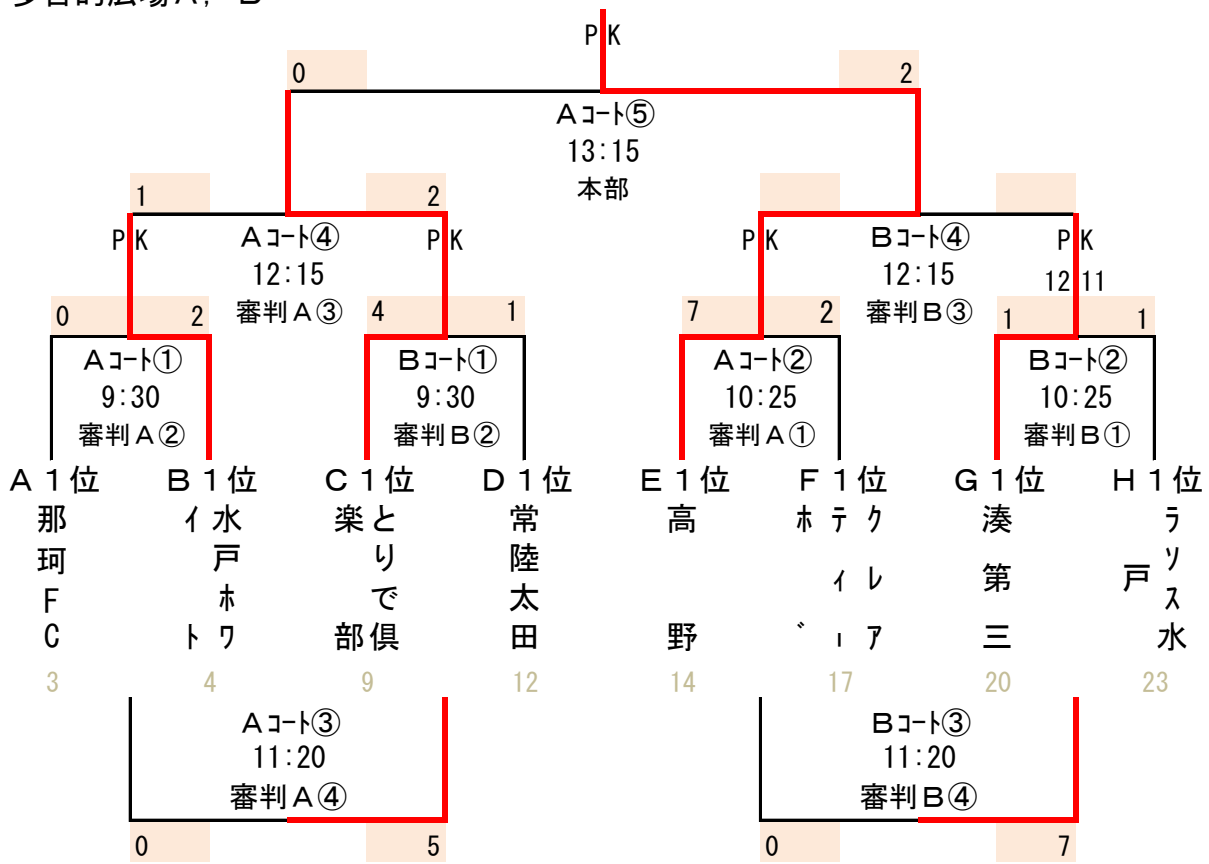 多目的広場A，B
PK
0 2
Aコート⑤
13:15
本部
1 2
PK Aコート④ PK PK Bコート④ PK
12:15 12:15 12 11
審判A③ 審判B③
0 2 4 1 7 2 1 1
Aコート① Bコート① Aコート② Bコート②
9:30 9:30 10:25 10:25
審判A② 審判B② 審判A① 審判B①
A1位 B1位 C1位 D1位 E1位 F1位 G1位 H1位
那珂FC
水戸ホワイト
とりで倶楽部
常陸太田
高野
クレアティーボ
湊第三
ラソス水戸
3 4 9 12 14 17 20 23
Aコート③ Bコート③
11:20 11:20
審判A④ 審判B④
0 5 0 7